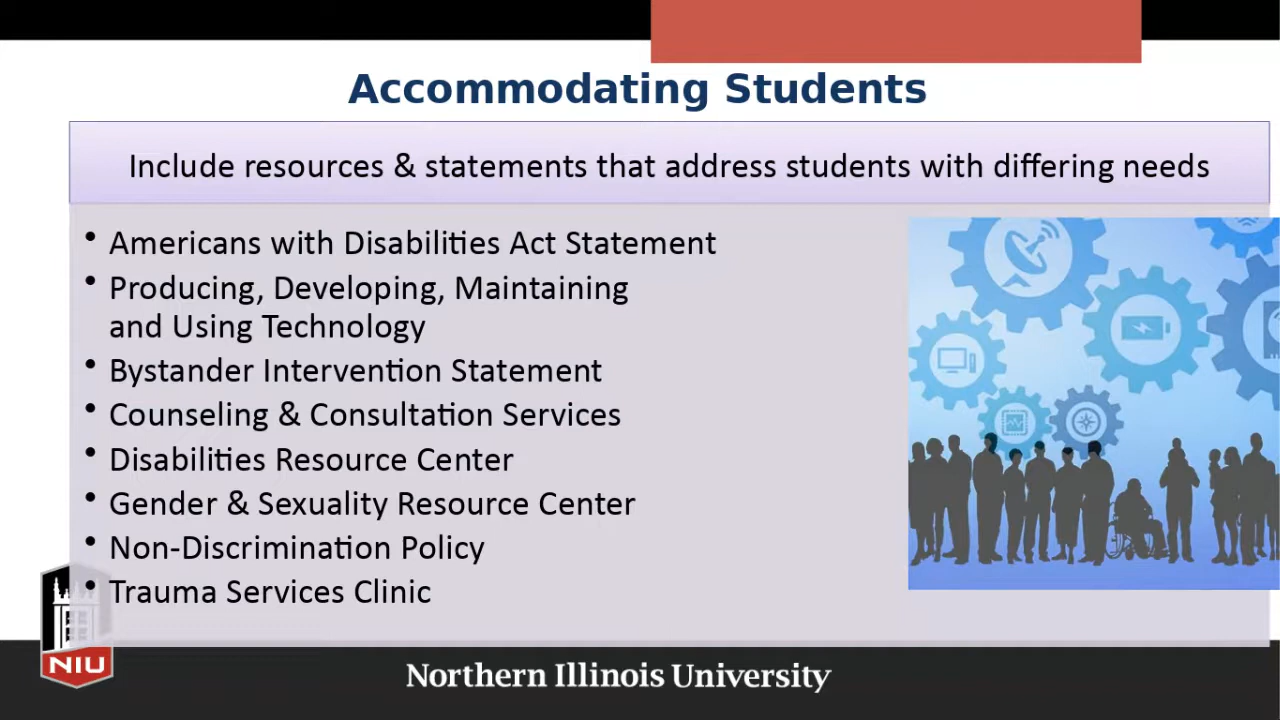 Accommodating Students
Include resources & statements that address students with differing needs
• Americans with Disabilities Act Statement
• Producing, Developing, Maintaining
and Using Technology
• Bystander Intervention Statement
• Counseling & Consultation Services
• Disabilities Resource Center
• Gender & Sexuality Resource Center
• Non-Discrimination Policy
• Trauma Services Clinic
NIU
Northern Illinois University